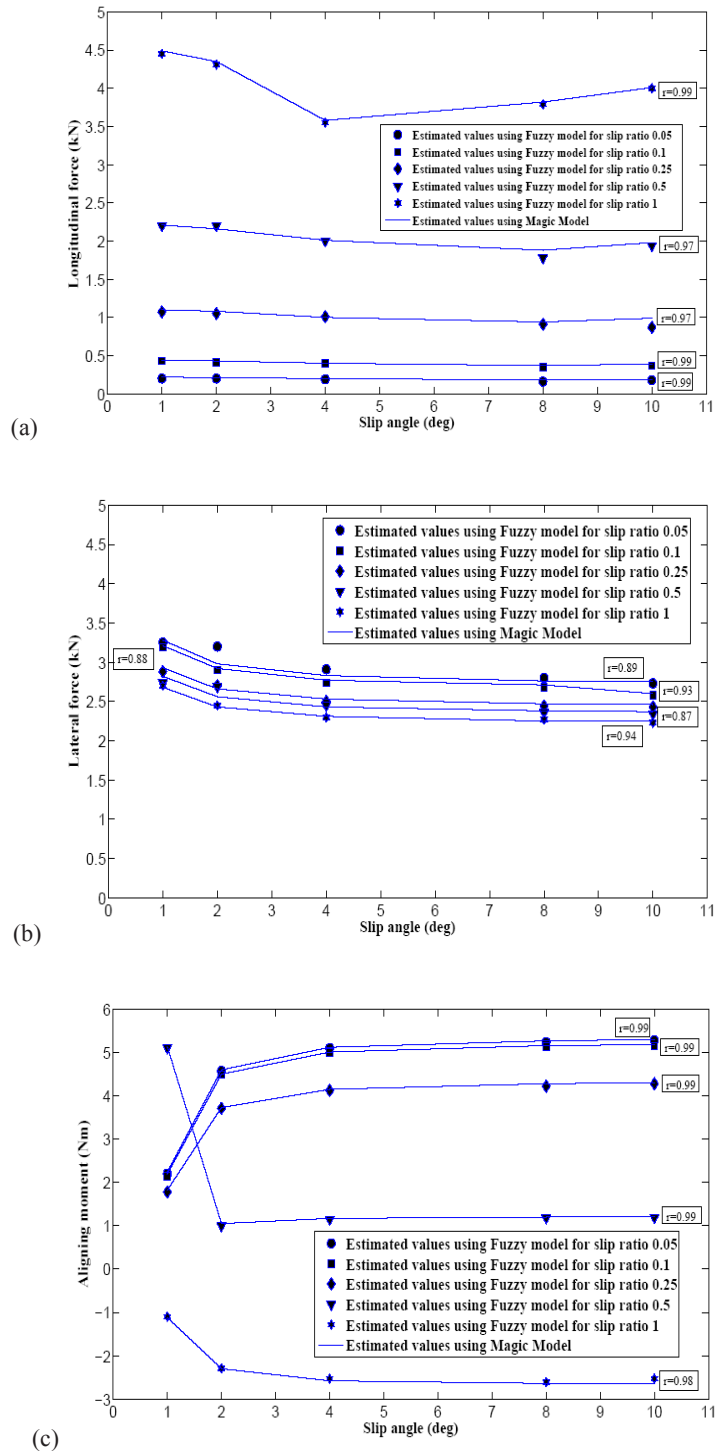 5
4.5
4
3.5
3
2.5
2
1.5
1
0.5
0
Longitudinal force (kN)
r=0.99
Estimated values using Fuzzy model for slip ratio 0.05
Estimated values using Fuzzy model for slip ratio 0.1
Estimated values using Fuzzy model for slip ratio 0.25
Estimated values using Fuzzy model for slip ratio 0.5
Estimated values using Fuzzy model for slip ratio 1
Estimated values using Magic Model
r=0.97
r=0.97
r=0.99
r=0.99
0 1 2 3 4 5 6 7 8 9 10 11
Slip angle (deg)
(a)
5
4.5
4
3.5
3
2.5
2
1.5
1
0.5
0
Lateral force (kN)
Estimated values using Fuzzy model for slip ratio 0.05
Estimated values using Fuzzy model for slip ratio 0.1
Estimated values using Fuzzy model for slip ratio 0.25
Estimated values using Fuzzy model for slip ratio 0.5
Estimated values using Fuzzy model for slip ratio 1
Estimated values using Magic Model
r=0.88
r=0.89
r=0.93
r=0.87
r=0.94
0 1 2 3 4 5 6 7 8 9 10 11
Slip angle (deg)
(b)
6
5
4
3
2
1
0
−1
−2
−3
Aligning moment (Nm)
r=0.99
r=0.99
r=0.99
r=0.99
Estimated values using Fuzzy model for slip ratio 0.05
Estimated values using Fuzzy model for slip ratio 0.1
Estimated values using Fuzzy model for slip ratio 0.25
Estimated values using Fuzzy model for slip ratio 0.5
Estimated values using Fuzzy model for slip ratio 1
Estimated values using Magic Model
r=0.98
0 1 2 3 4 5 6 7 8 9 10 11
Slip angle (deg)
(c)